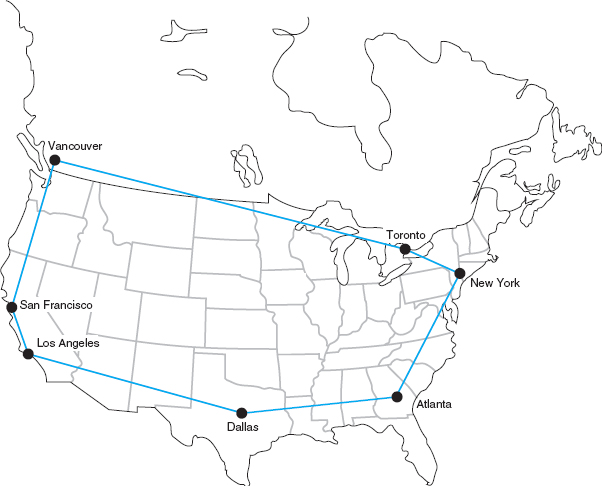 Vancouver
Toronto
New York
San Francisco
Los Angeles
Atlanta
Dallas